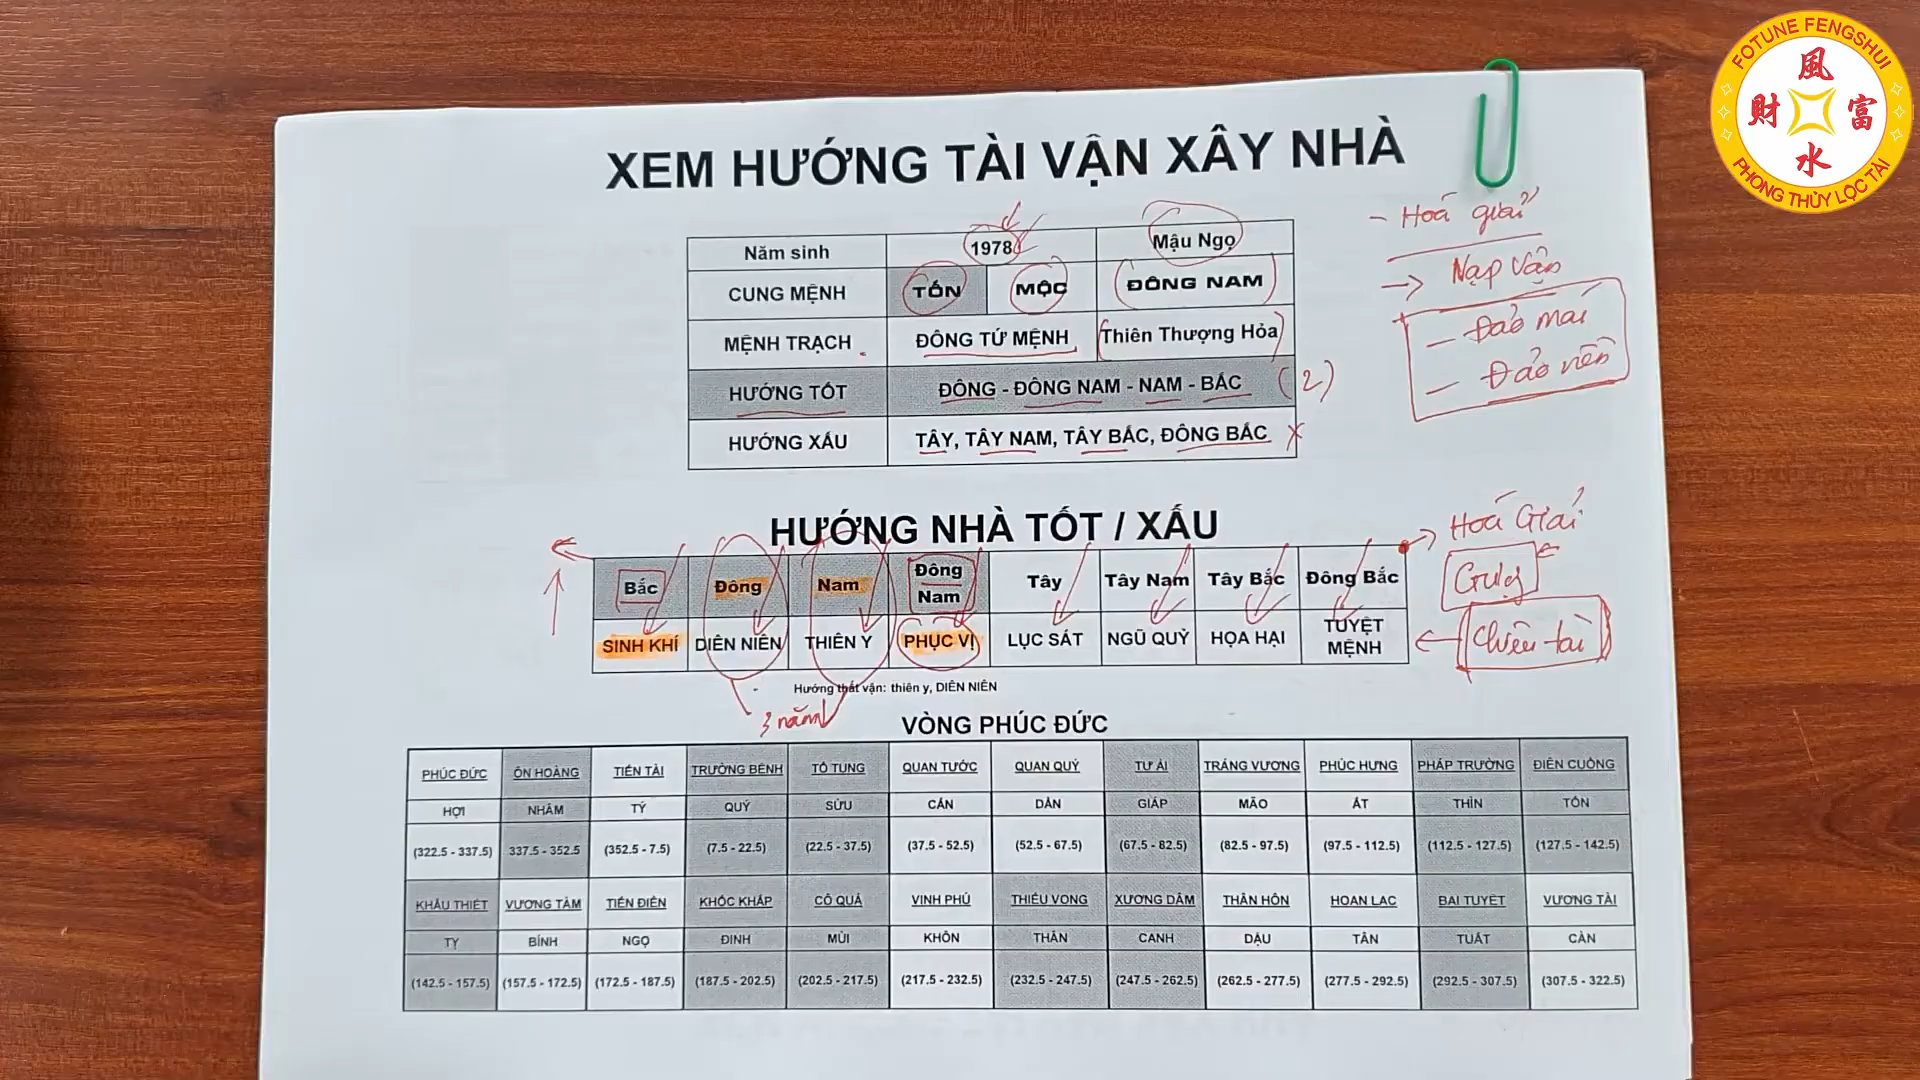 FOTUNE FENGSHUI
風
財 富
水
PHONG THỦY LỘC TÀI
XEM HƯỚNG TÀI VẬN XÂY NHÀ
Năm sinh 1978 Mậu Ngọ
CUNG MỆNH TỐN MỘC ĐÔNG NAM
MỆNH TRẠCH ĐÔNG TỨ MỆNH Thiên Thượng Hỏa
HƯỚNG TỐT ĐÔNG - ĐÔNG NAM - NAM - BẮC (2)
HƯỚNG XẤU TÂY, TÂY NAM, TÂY BẮC, ĐÔNG BẮC x
- Hoá giải
→ Nạp vận
- Đảo mái
- Đảo nền
HƯỚNG NHÀ TỐT / XẤU
Bắc Đông Nam Đông Nam Tây Tây Nam Tây Bắc Đông Bắc
SINH KHÍ DIÊN NIÊN THIÊN Y PHỤC VỊ LỤC SÁT NGŨ QUỶ HỌA HẠI TUYỆT MỆNH
→ Hoá Giải
Chiêu tài
Hướng thất vận: thiên y, DIÊN NIÊN
3 năm
VÒNG PHÚC ĐỨC
PHÚC ĐỨC ÔN HOÀNG TIẾN TÀI TRƯỜNG BỆNH TỐ TỤNG QUAN TƯỚC QUAN QUÝ TỰ ẢI TRÁNG VƯỢNG PHÚC HƯNG PHÁP TRƯỜNG ĐIÊN CUỒNG
HỢI NHÂM TÝ QUÝ SỬU CẤN DẦN GIÁP MÃO ẤT THÌN TỐN
(322.5 - 337.5) 337.5 - 352.5 (352.5 - 7.5) (7.5 - 22.5) (22.5 - 37.5) (37.5 - 52.5) (52.5 - 67.5) (67.5 - 82.5) (82.5 - 97.5) (97.5 - 112.5) (112.5 - 127.5) (127.5 - 142.5)
KHẨU THIỆT VƯỢNG TÀM TIẾN ĐIỀN KHỐC KHẤP CÔ QUẢ VINH PHÚ THIẾU VONG XƯƠNG DÂM THÂN HÔN HOAN LẠC BẠI TUYỆT VƯỢNG TÀI
TỴ BÍNH NGỌ ĐINH MÙI KHÔN THÂN CANH DẬU TÂN TUẤT CÀN
(142.5 - 157.5) (157.5 - 172.5) (172.5 - 187.5) (187.5 - 202.5) (202.5 - 217.5) (217.5 - 232.5) (232.5 - 247.5) (247.5 - 262.5) (262.5 - 277.5) (277.5 - 292.5) (292.5 - 307.5) (307.5 - 322.5)